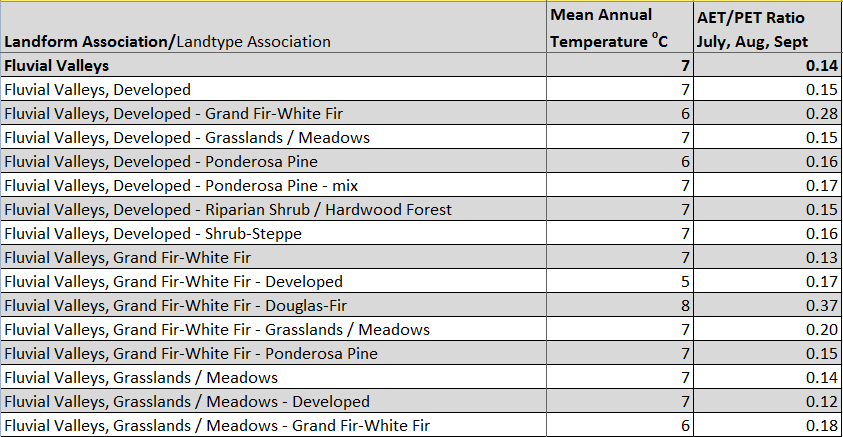 Landform Association/Landtype Association Mean Annual Temperature °C AET/PET Ratio July, Aug, Sept
Fluvial Valleys 7 0.14
Fluvial Valleys, Developed 7 0.15
Fluvial Valleys, Developed - Grand Fir-White Fir 6 0.28
Fluvial Valleys, Developed - Grasslands / Meadows 7 0.15
Fluvial Valleys, Developed - Ponderosa Pine 6 0.16
Fluvial Valleys, Developed - Ponderosa Pine - mix 7 0.17
Fluvial Valleys, Developed - Riparian Shrub / Hardwood Forest 7 0.15
Fluvial Valleys, Developed - Shrub-Steppe 7 0.16
Fluvial Valleys, Grand Fir-White Fir 7 0.13
Fluvial Valleys, Grand Fir-White Fir - Developed 5 0.17
Fluvial Valleys, Grand Fir-White Fir - Douglas-Fir 8 0.37
Fluvial Valleys, Grand Fir-White Fir - Grasslands / Meadows 7 0.20
Fluvial Valleys, Grand Fir-White Fir - Ponderosa Pine 7 0.15
Fluvial Valleys, Grasslands / Meadows 7 0.14
Fluvial Valleys, Grasslands / Meadows - Developed 7 0.12
Fluvial Valleys, Grasslands / Meadows - Grand Fir-White Fir 6 0.18